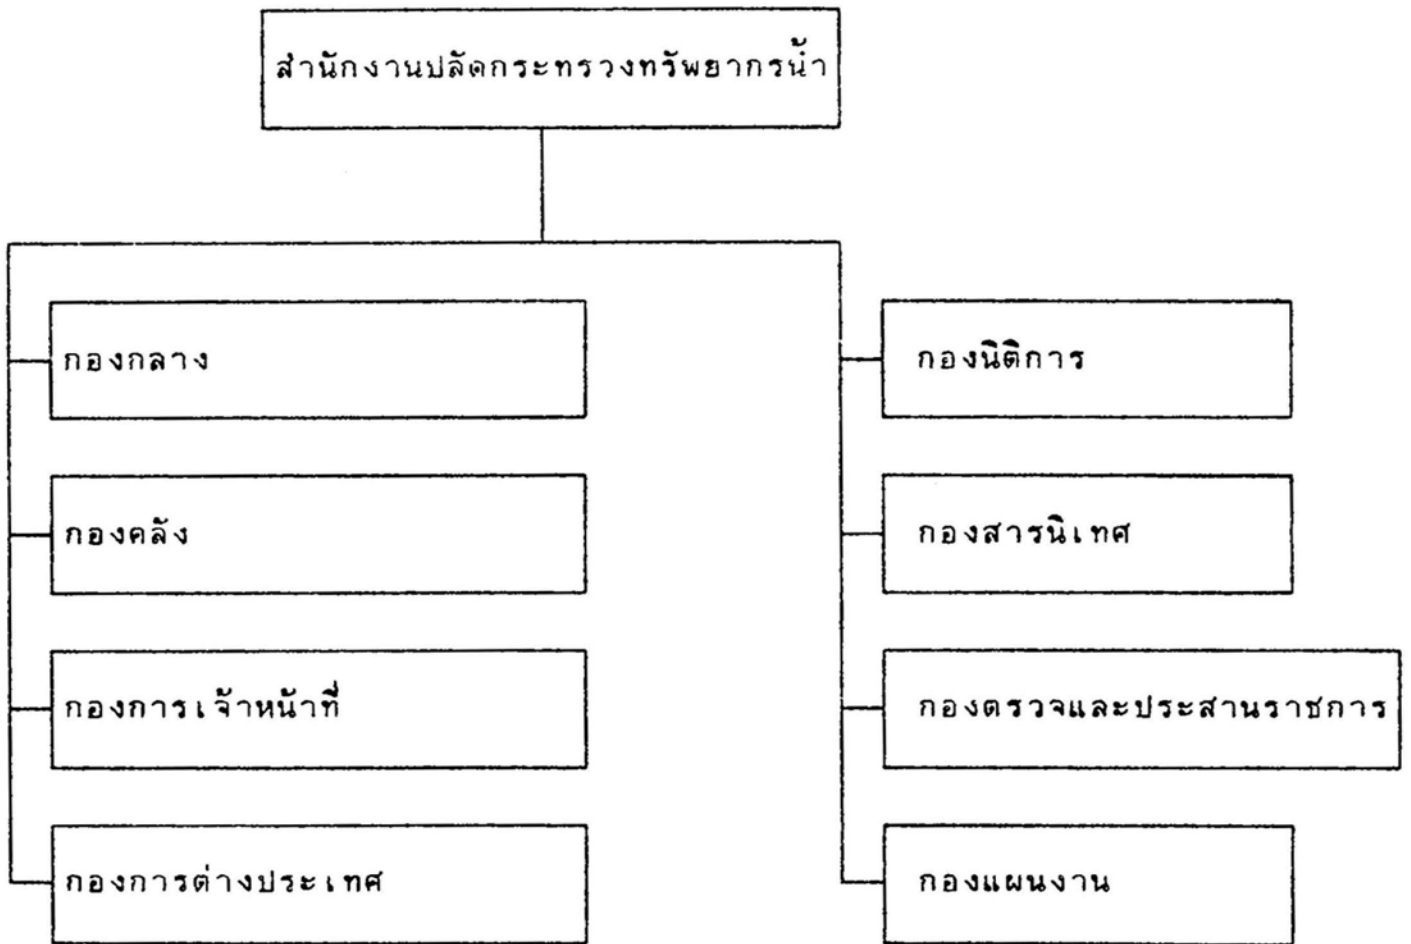 สำนักงานปลัดกระทรวงทรัพยากรน้ำ
กองกลาง
กองคลัง
กองการเจ้าหน้าที่
กองการต่างประเทศ
กองนิติการ
กองสารนิเทศ
กองตรวจและประสานราชการ
กองแผนงาน